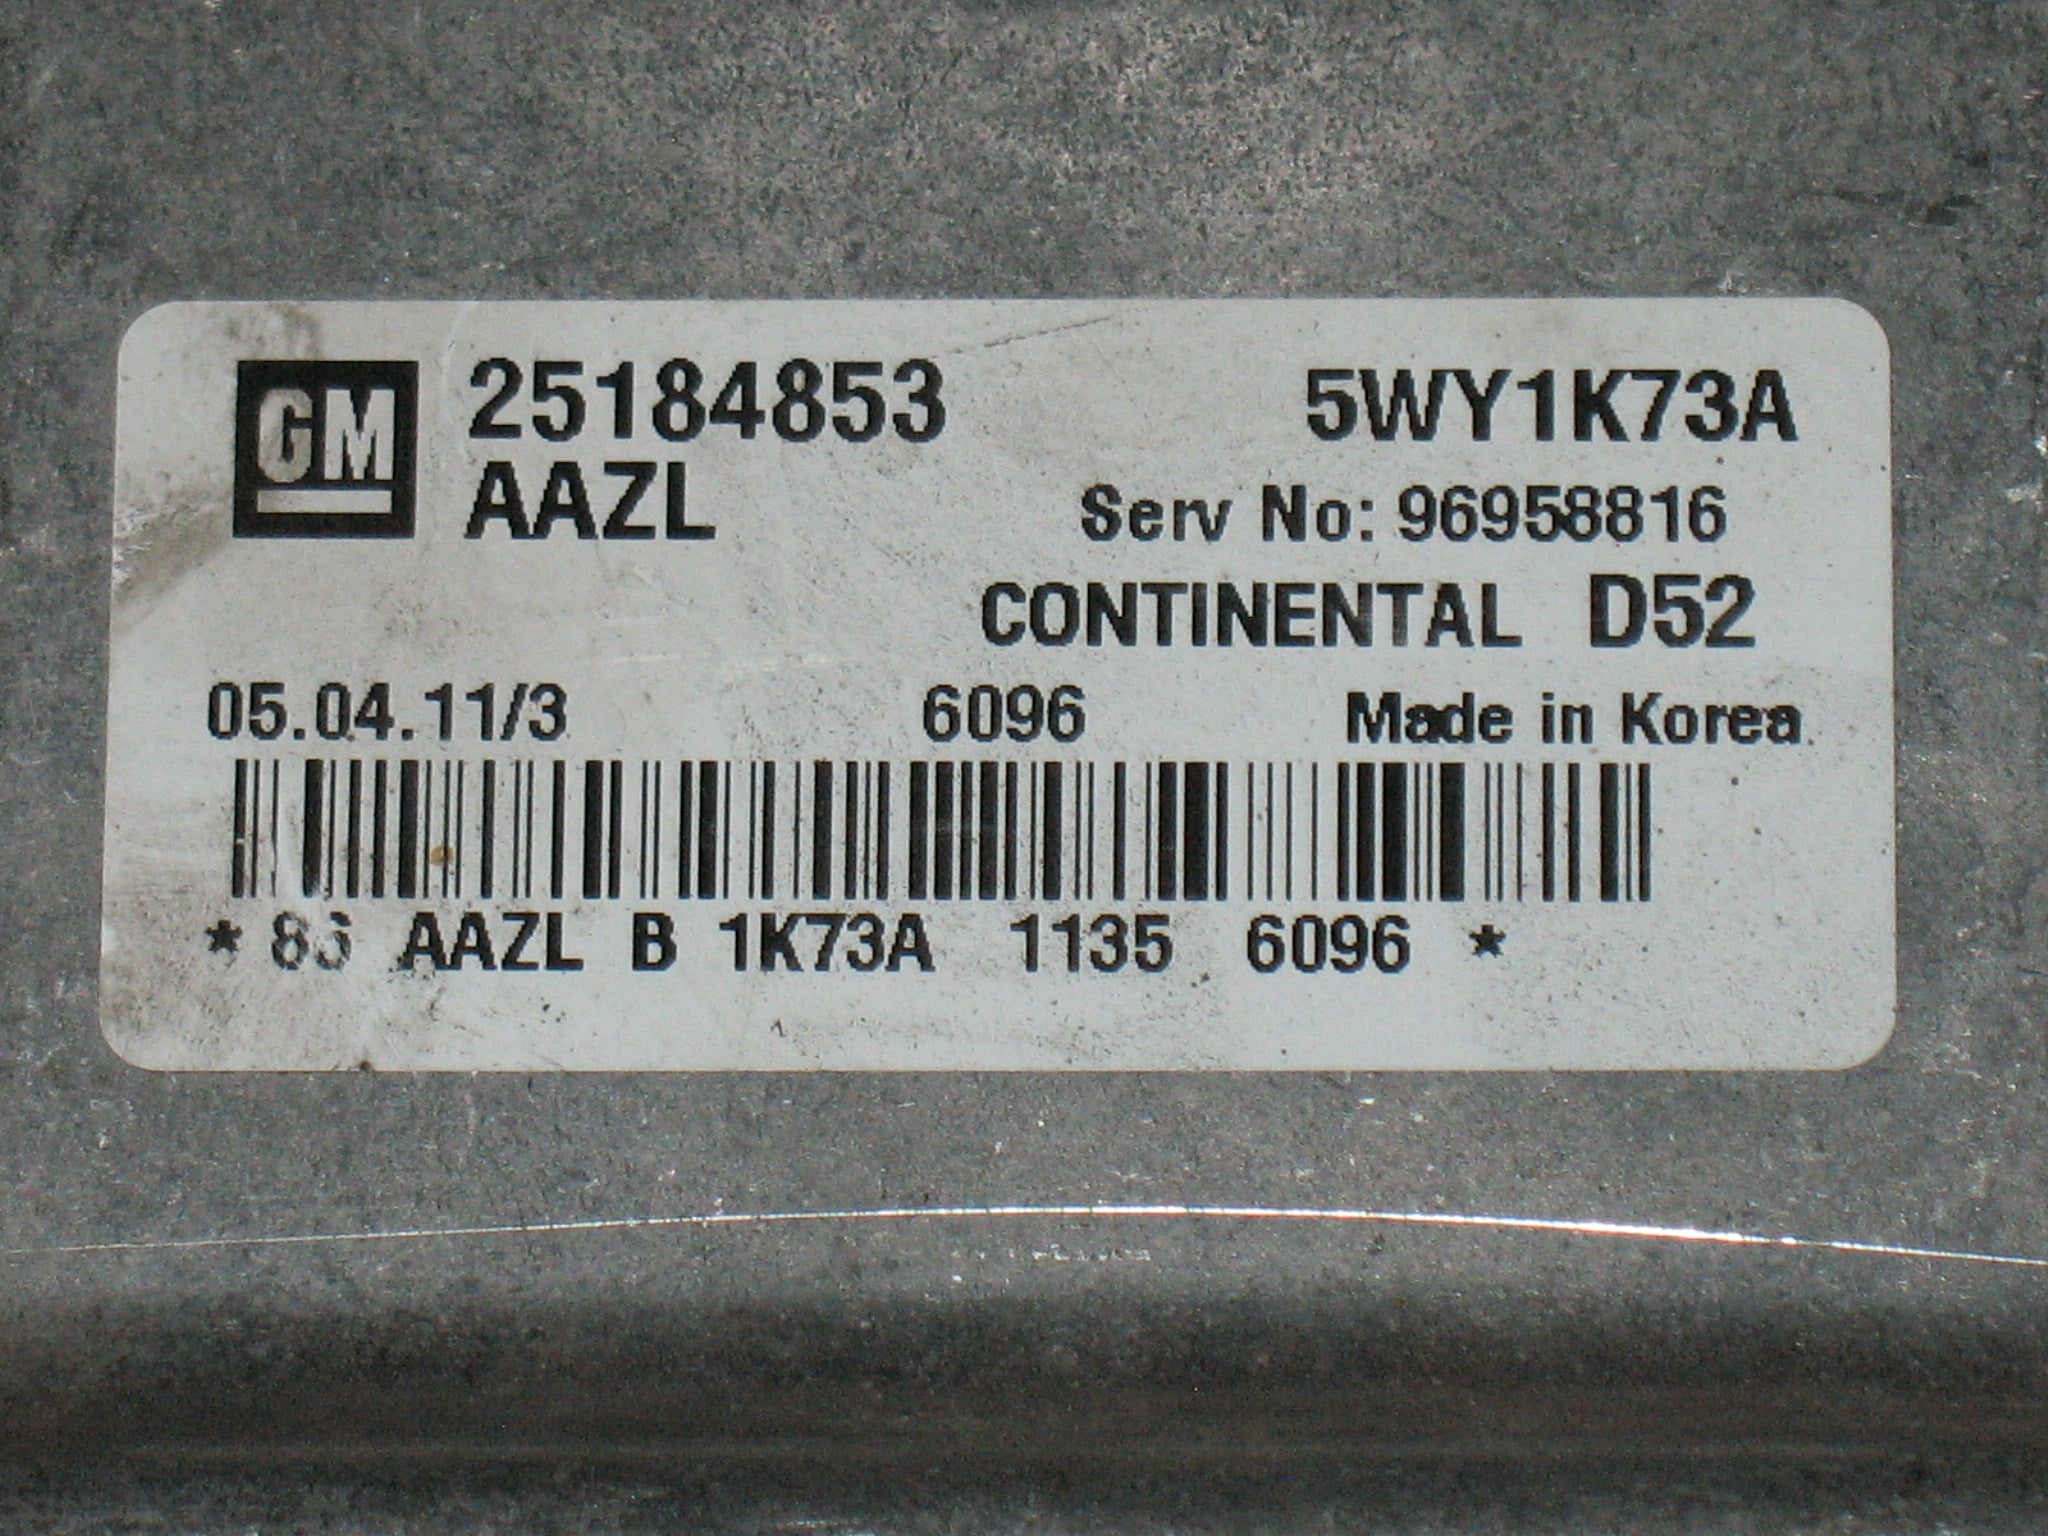 GM 25184853 5WY1K73A
AAZL Serv No: 96958816
CONTINENTAL D52
05.04.11/3 6096 Made in Korea
* 86 AAZL B 1K73A 1135 6096 *